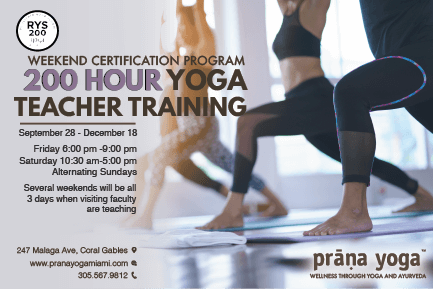 RYS
200
WEEKEND CERTIFICATION PROGRAM
200 HOUR YOGA
TEACHER TRAINING
September 28 - December 18
Friday 6:00 pm -9:00 pm
Saturday 10:30 am-5:00 pm
Alternating Sundays
Several weekends will be all
3 days when visiting faculty
are teaching
247 Malaga Ave, Coral Gables
www.pranayogamiami.com
305.567.9812
prāṇa yoga™
WELLNESS THROUGH YOGA AND AYURVEDA